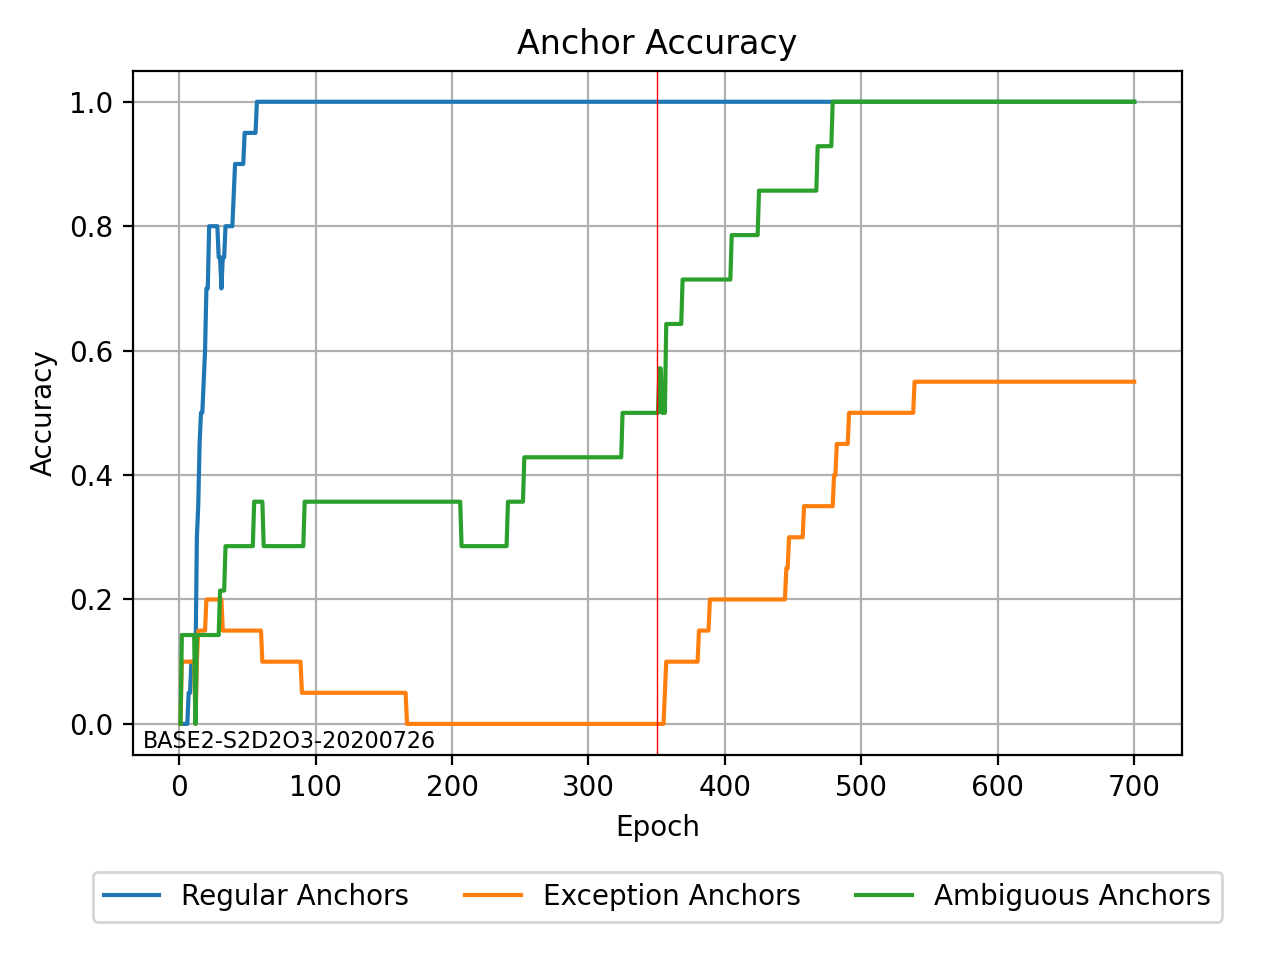 Anchor Accuracy
1.0
0.8
0.6
0.4
0.2
0.0
Accuracy
BASE2-S2D2O3-20200726
0 100 200 300 400 500 600 700
Epoch
Regular Anchors Exception Anchors Ambiguous Anchors